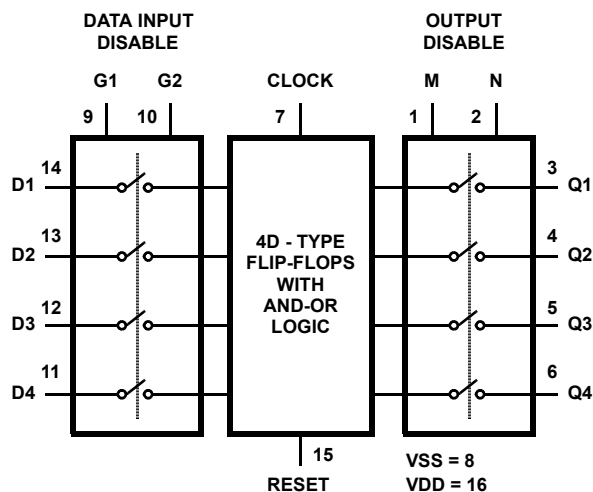 DATA INPUT
DISABLE
OUTPUT
DISABLE
G1 G2 CLOCK M N
9 10 7 1 2
D1 14 3 Q1
D2 13 4 Q2
D3 12 5 Q3
D4 11 6 Q4
4D - TYPE
FLIP-FLOPS
WITH
AND-OR
LOGIC
15
RESET
VSS = 8
VDD = 16